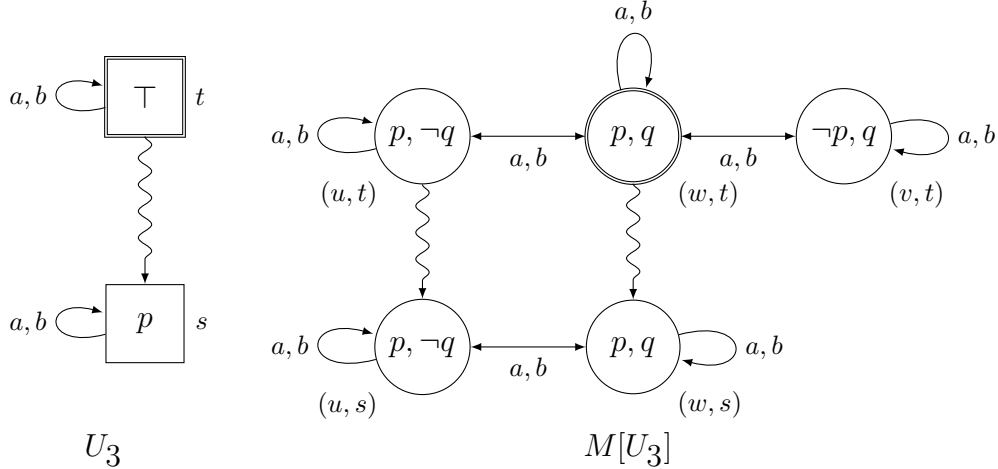 a, b
⊤
t
a, b
p
s
U3
a, b
a, b
p, ¬q
p, q
¬p, q
a, b
a, b
a, b
(u, t)
(w, t)
(v, t)
a, b
p, ¬q
p, q
a, b
a, b
(u, s)
(w, s)
M[U3]